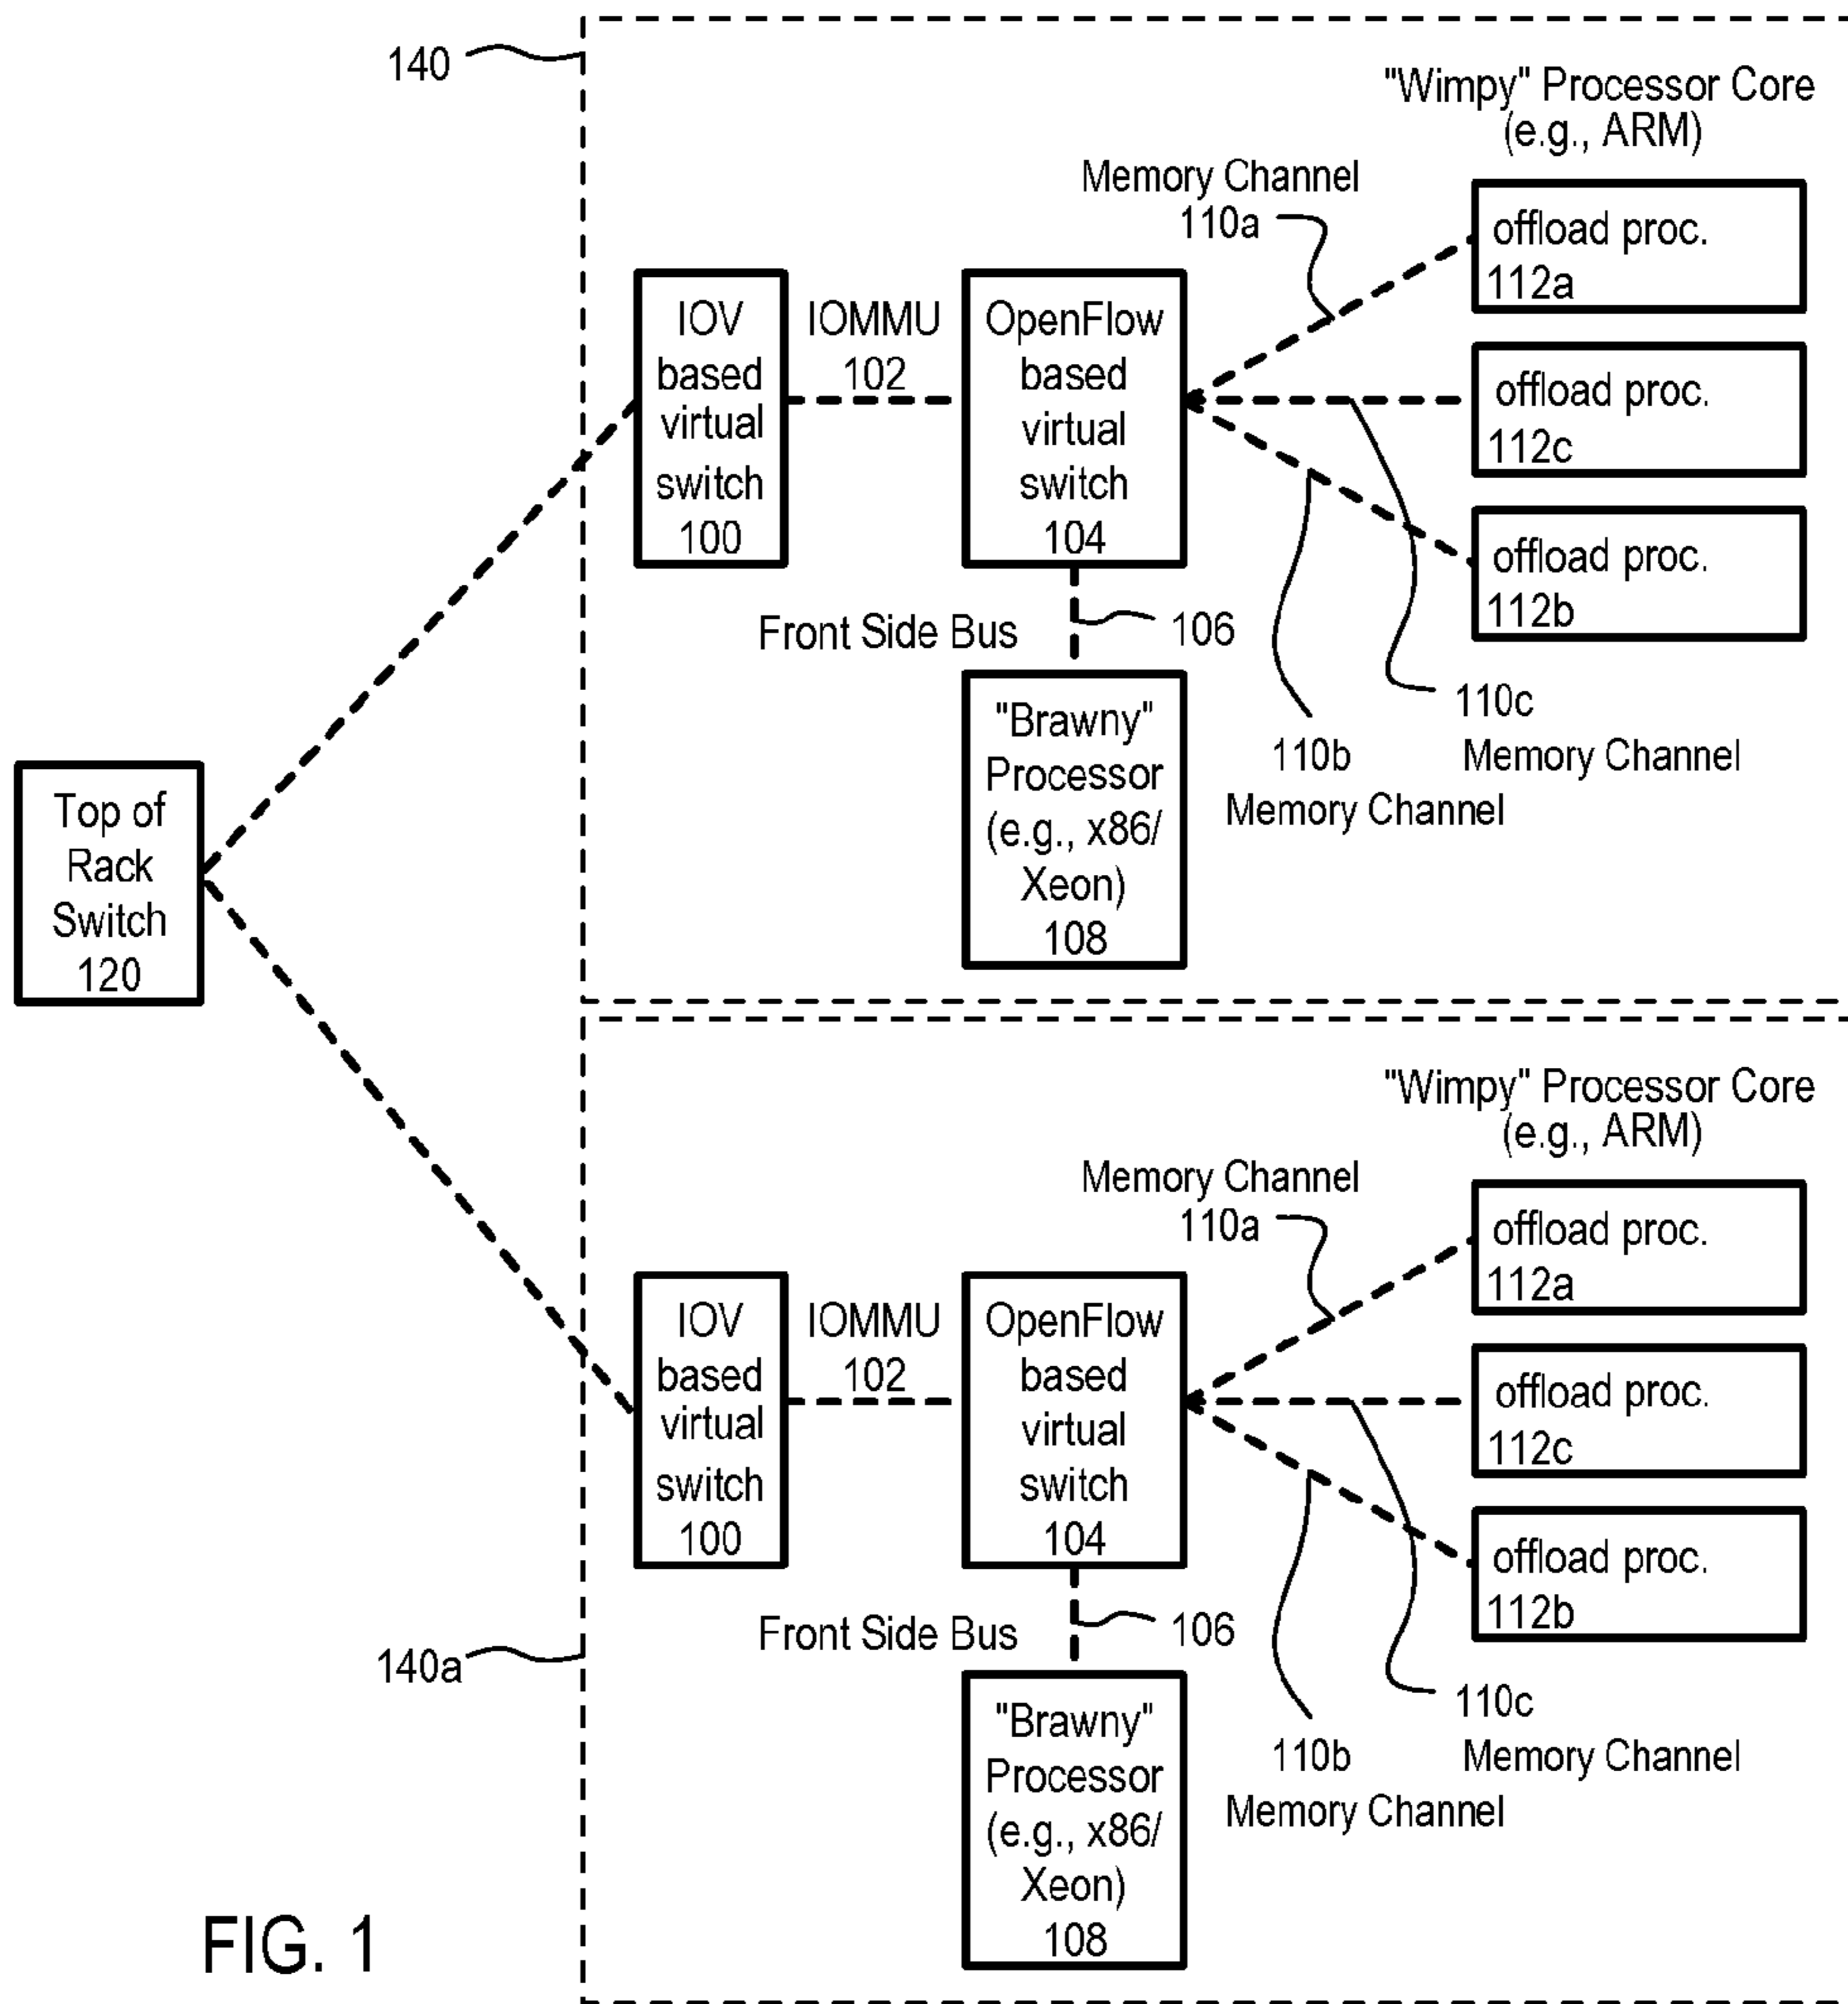 140
"Wimpy" Processor Core
(e.g., ARM)
Memory Channel
110a
offload proc.
112a
IOV
based
virtual
switch
100
IOMMU
102
OpenFlow
based
virtual
switch
104
offload proc.
112c
offload proc.
112b
Front Side Bus
106
"Brawny"
Processor
(e.g., x86/
Xeon)
108
110c
Memory Channel
110b
Memory Channel
Top of
Rack
Switch
120
"Wimpy" Processor Core
(e.g., ARM)
Memory Channel
110a
offload proc.
112a
IOV
based
virtual
switch
100
IOMMU
102
OpenFlow
based
virtual
switch
104
offload proc.
112c
offload proc.
112b
Front Side Bus
106
140a
"Brawny"
Processor
(e.g., x86/
Xeon)
108
110c
Memory Channel
110b
Memory Channel
FIG. 1